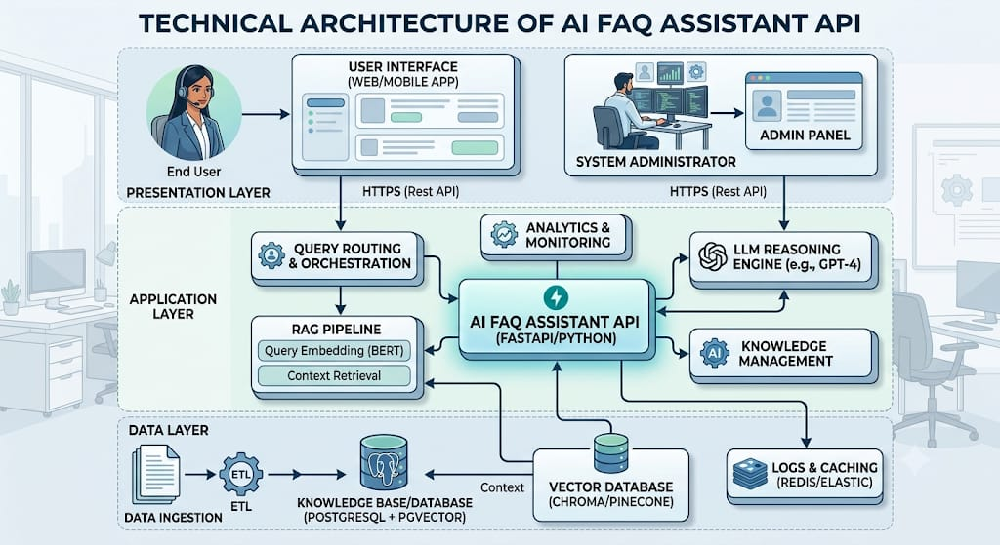 TECHNICAL ARCHITECTURE OF AI FAQ ASSISTANT API
USER INTERFACE
(WEB/MOBILE APP)
End User
PRESENTATION LAYER
SYSTEM ADMINISTRATOR
ADMIN PANEL
HTTPS (Rest API)
HTTPS (Rest API)
APPLICATION
LAYER
QUERY ROUTING
& ORCHESTRATION
ANALYTICS &
MONITORING
LLM REASONING
ENGINE (e.g., GPT-4)
AI FAQ ASSISTANT API
(FASTAPI/PYTHON)
RAG PIPELINE
Query Embedding (BERT)
Context Retrieval
AI
KNOWLEDGE
MANAGEMENT
DATA LAYER
DATA INGESTION
ETL
ETL
KNOWLEDGE BASE/DATABASE
(POSTGRESQL + PGVECTOR)
Context
VECTOR DATABASE
(CHROMA/PINECONE)
LOGS & CACHING
(REDIS/ELASTIC)